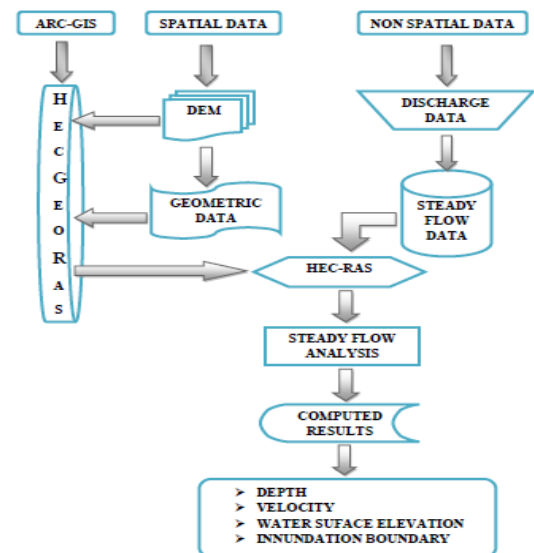 ARC-GIS
SPATIAL DATA
NON SPATIAL DATA
HECGEORAS
DEM
DISCHARGE
DATA
GEOMETRIC
DATA
STEADY
FLOW
DATA
HEC-RAS
STEADY FLOW
ANALYSIS
COMPUTED
RESULTS
➢ DEPTH
➢ VELOCITY
➢ WATER SUFACE ELEVATION
➢ INNUNDATION BOUNDARY